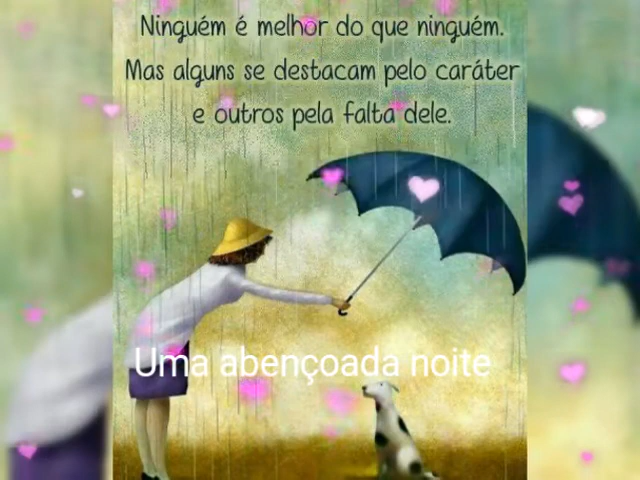 Ninguém é melhor do que ninguém.
Mas alguns se destacam pelo caráter
e outros pela falta dele.
Uma abençoada noite